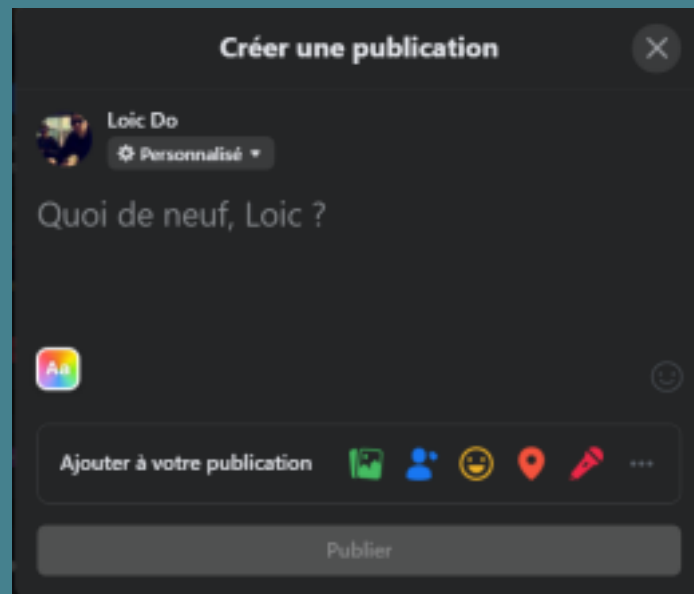 Créer une publication
Loic Do
Personnalisé
Quoi de neuf, Loic ?
Aa
Ajouter à votre publication
Publier